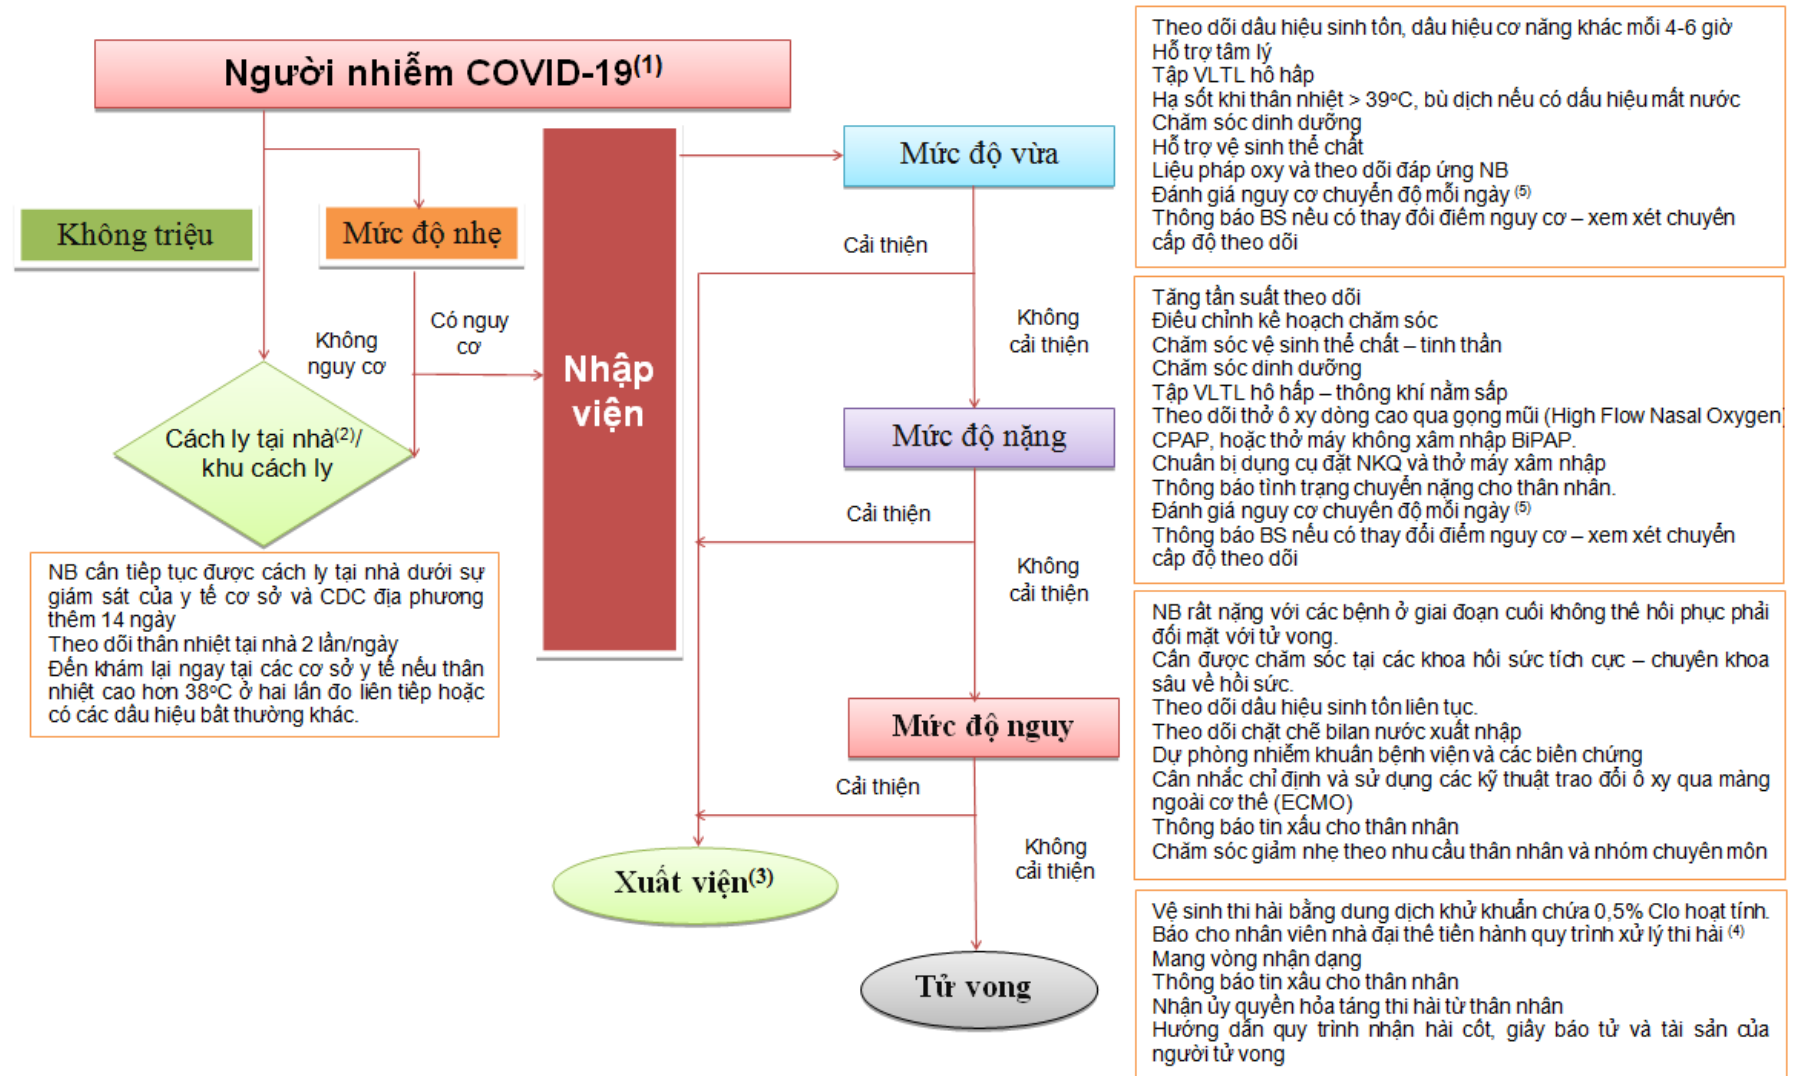 Người nhiễm COVID-19(1)
Không triệu
Mức độ nhẹ
Không
nguy cơ
Có nguy
cơ
Cách ly tại nhà(2)/
khu cách ly
NB cần tiếp tục được cách ly tại nhà dưới sự
giám sát của y tế cơ sở và CDC địa phương
thêm 14 ngày
Theo dõi thân nhiệt tại nhà 2 lần/ngày
Đến khám lại ngay tại các cơ sở y tế nếu thân
nhiệt cao hơn 38ºC ở hai lần đo liên tiếp hoặc
có các dấu hiệu bất thường khác.
Nhập
viện
Mức độ vừa
Cải thiện
Không
cải thiện
Mức độ nặng
Cải thiện
Không
cải thiện
Mức độ nguy
Cải thiện
Không
cải thiện
Xuất viện(3)
Tử vong
Theo dõi dấu hiệu sinh tồn, dấu hiệu cơ năng khác mỗi 4-6 giờ
Hỗ trợ tâm lý
Tập VLTL hô hấp
Hạ sốt khi thân nhiệt > 39ºC, bù dịch nếu có dấu hiệu mất nước
Chăm sóc dinh dưỡng
Hỗ trợ vệ sinh thể chất
Liệu pháp oxy và theo dõi đáp ứng NB
Đánh giá nguy cơ chuyển độ mỗi ngày (5)
Thông báo BS nếu có thay đổi điểm nguy cơ – xem xét chuyển
cấp độ theo dõi
Tăng tần suất theo dõi
Điều chỉnh kế hoạch chăm sóc
Chăm sóc vệ sinh thể chất – tinh thần
Chăm sóc dinh dưỡng
Tập VLTL hô hấp – thông khí nằm sấp
Theo dõi thở ô xy dòng cao qua gọng mũi (High Flow Nasal Oxygen)
CPAP, hoặc thở máy không xâm nhập BiPAP.
Chuẩn bị dụng cụ đặt NKQ và thở máy xâm nhập
Thông báo tình trạng chuyển nặng cho thân nhân.
Đánh giá nguy cơ chuyển độ mỗi ngày (5)
Thông báo BS nếu có thay đổi điểm nguy cơ – xem xét chuyển
cấp độ theo dõi
NB rất nặng với các bệnh ở giai đoạn cuối không thể hồi phục phải
đối mặt với tử vong.
Cần được chăm sóc tại các khoa hồi sức tích cực – chuyên khoa
sâu về hồi sức.
Theo dõi dấu hiệu sinh tồn liên tục.
Theo dõi chặt chẽ bilan nước xuất nhập
Dự phòng nhiễm khuẩn bệnh viện và các biến chứng
Cân nhắc chỉ định và sử dụng các kỹ thuật trao đổi ô xy qua màng
ngoài cơ thể (ECMO)
Thông báo tin xấu cho thân nhân
Chăm sóc giảm nhẹ theo nhu cầu thân nhân và nhóm chuyên môn
Vệ sinh thi hài bằng dung dịch khử khuẩn chứa 0,5% Clo hoạt tính.
Báo cho nhân viên nhà đại thể tiến hành quy trình xử lý thi hài (4)
Mang vòng nhận dạng
Thông báo tin xấu cho thân nhân
Nhận ủy quyền hỏa táng thi hài từ thân nhân
Hướng dẫn quy trình nhận hài cốt, giấy báo tử và tài sản của
người tử vong